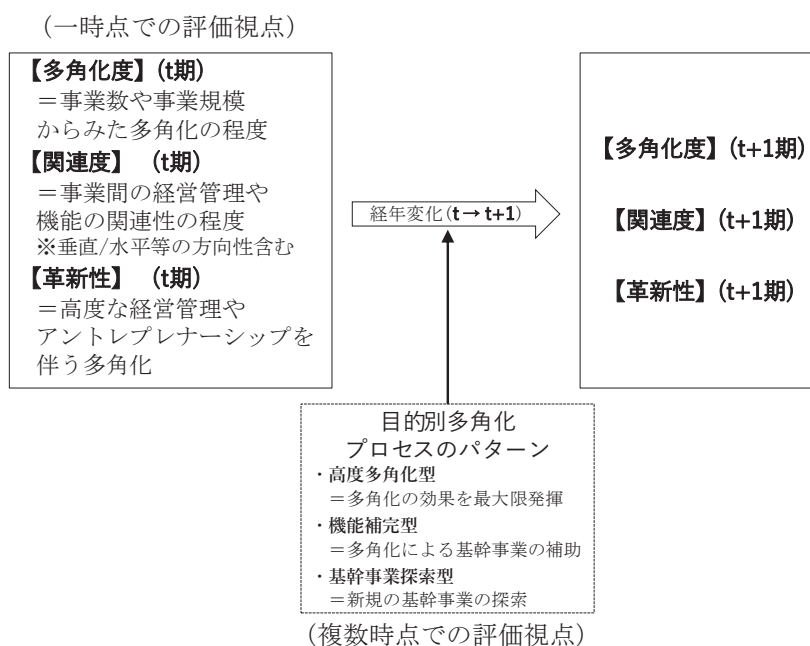 （一時点での評価視点）
【多角化度】（t期）
＝事業数や事業規模
からみた多角化の程度
【関連度】（t期）
＝事業間の経営管理や
機能の関連性の程度
※垂直/水平等の方向性含む
【革新性】（t期）
＝高度な経営管理や
アントレプレナーシップを
伴う多角化
経年変化（t→t+1）
【多角化度】（t+1期）
【関連度】（t+1期）
【革新性】（t+1期）
目的別多角化
プロセスのパターン
・高度多角化型
＝多角化の効果を最大限発揮
・機能補完型
＝多角化による基幹事業の補助
・基幹事業探索型
＝新規の基幹事業の探索
（複数時点での評価視点）